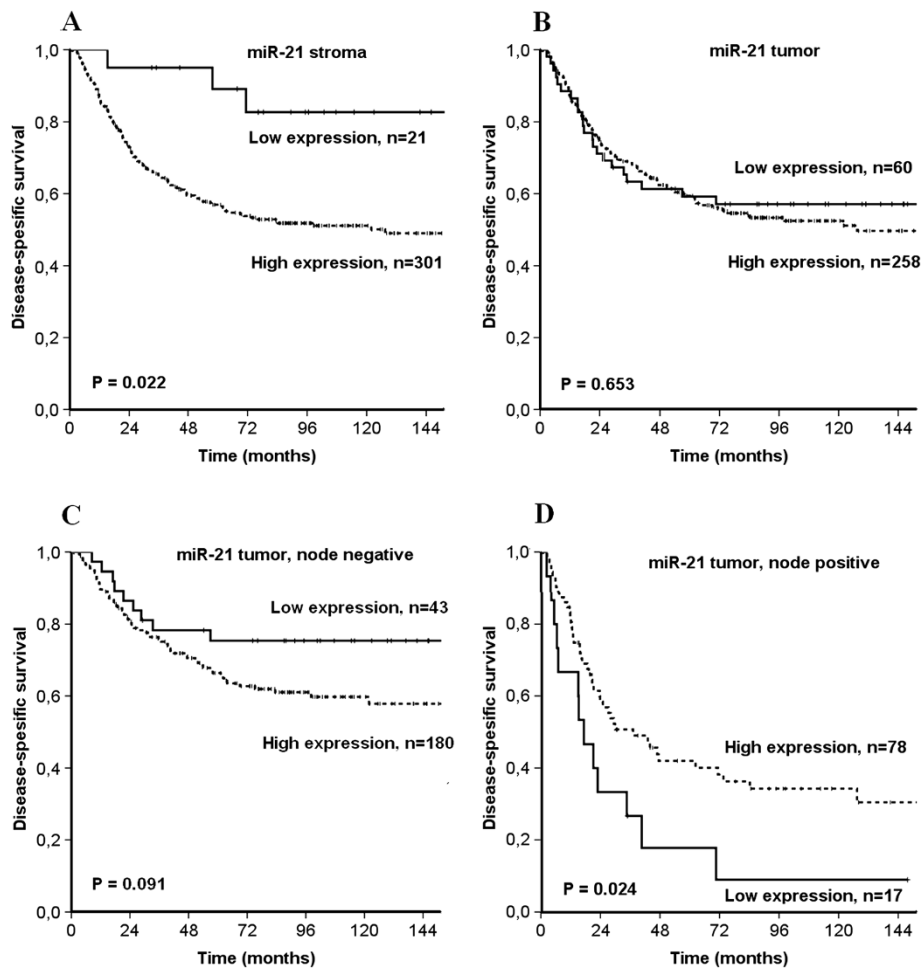 A
miR-21 stroma
Disease-spesific survival
1,0
0,8
0,6
0,4
0,2
0,0
Low expression, n=21
High expression, n=301
P = 0.022
0 24 48 72 96 120 144
Time (months)
B
miR-21 tumor
Disease-spesific survival
1,0
0,8
0,6
0,4
0,2
0,0
Low expression, n=60
High expression, n=258
P = 0.653
0 24 48 72 96 120 144
Time (months)
C
miR-21 tumor, node negative
Disease-spesific survival
1,0
0,8
0,6
0,4
0,2
0,0
Low expression, n=43
High expression, n=180
P = 0.091
0 24 48 72 96 120 144
Time (months)
D
miR-21 tumor, node positive
Disease-spesific survival
1,0
0,8
0,6
0,4
0,2
0,0
High expression, n=78
P = 0.024
Low expression, n=17
0 24 48 72 96 120 144
Time (months)